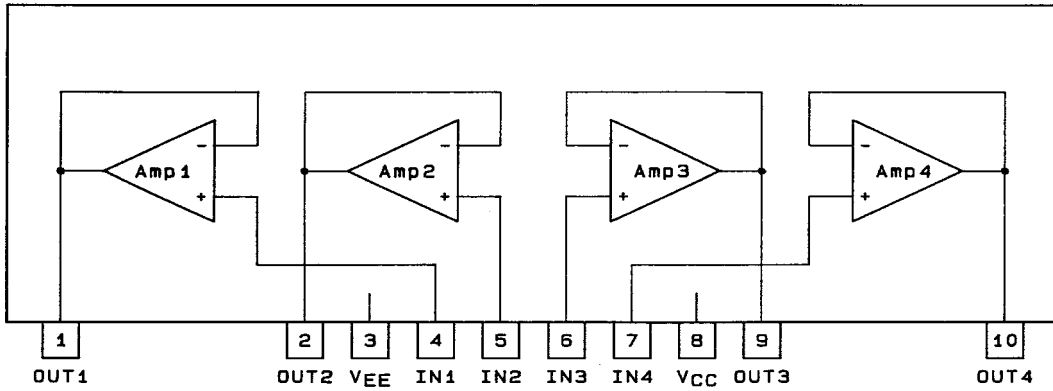 − − − −
Amp1 Amp2 Amp3 Amp4
+ + + +
1 2 3 4 5 6 7 8 9 10
OUT1 OUT2 VEE IN1 IN2 IN3 IN4 VCC OUT3 OUT4